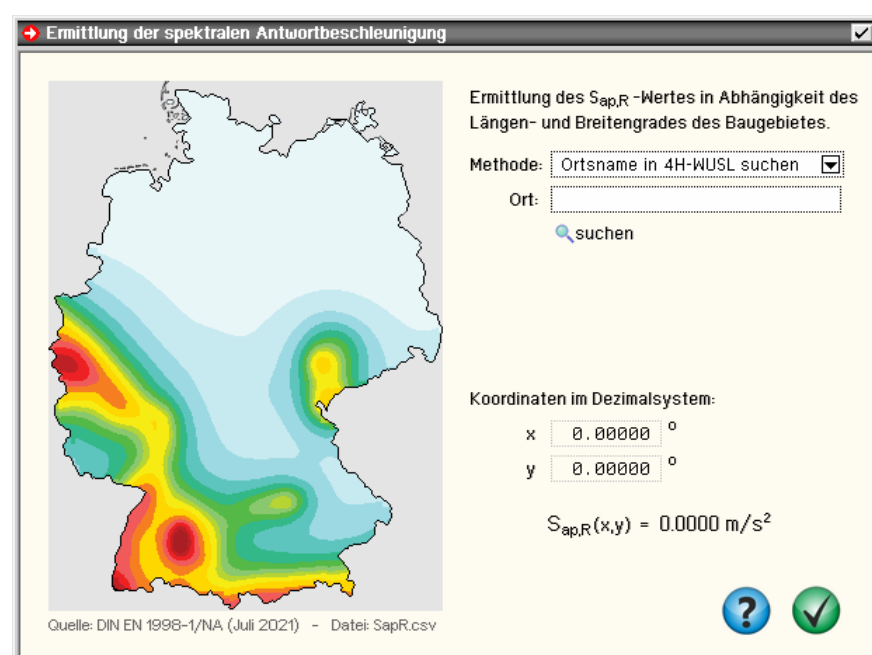 Ermittlung der spektralen Antwortbeschleunigung
Ermittlung des Sap,R -Wertes in Abhängigkeit des
Längen- und Breitengrades des Baugebietes.
Methode: Ortsname in 4H-WUSL suchen
Ort:
suchen
Koordinaten im Dezimalsystem:
x 0.00000 °
y 0.00000 °
Sap,R(x,y) = 0.0000 m/s²
?
Quelle: DIN EN 1998-1/NA (Juli 2021) - Datei: SapR.csv